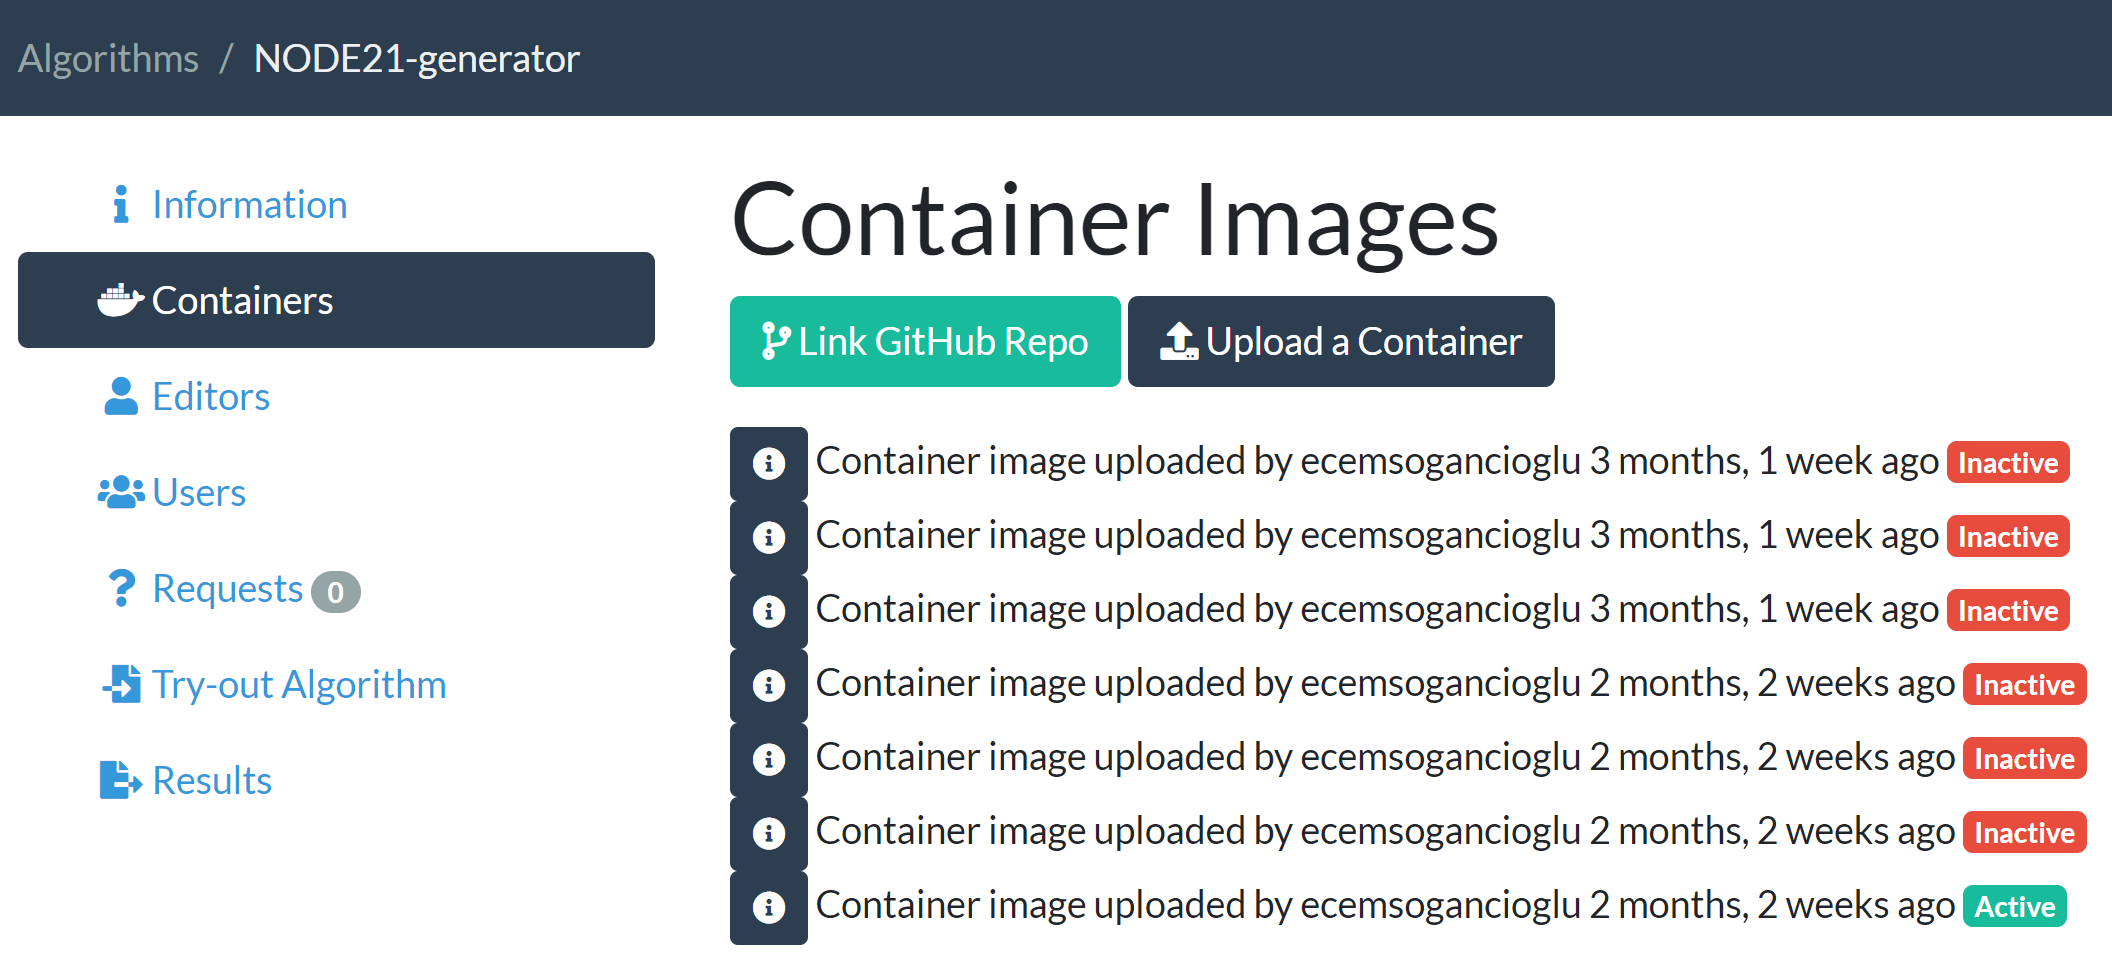 Algorithms / NODE21-generator
Information
Containers
Editors
Users
Requests 0
Try-out Algorithm
Results
Container Images
Link GitHub Repo Upload a Container
Container image uploaded by ecemsogancioglu 3 months, 1 week ago Inactive
Container image uploaded by ecemsogancioglu 3 months, 1 week ago Inactive
Container image uploaded by ecemsogancioglu 3 months, 1 week ago Inactive
Container image uploaded by ecemsogancioglu 2 months, 2 weeks ago Inactive
Container image uploaded by ecemsogancioglu 2 months, 2 weeks ago Inactive
Container image uploaded by ecemsogancioglu 2 months, 2 weeks ago Inactive
Container image uploaded by ecemsogancioglu 2 months, 2 weeks ago Active